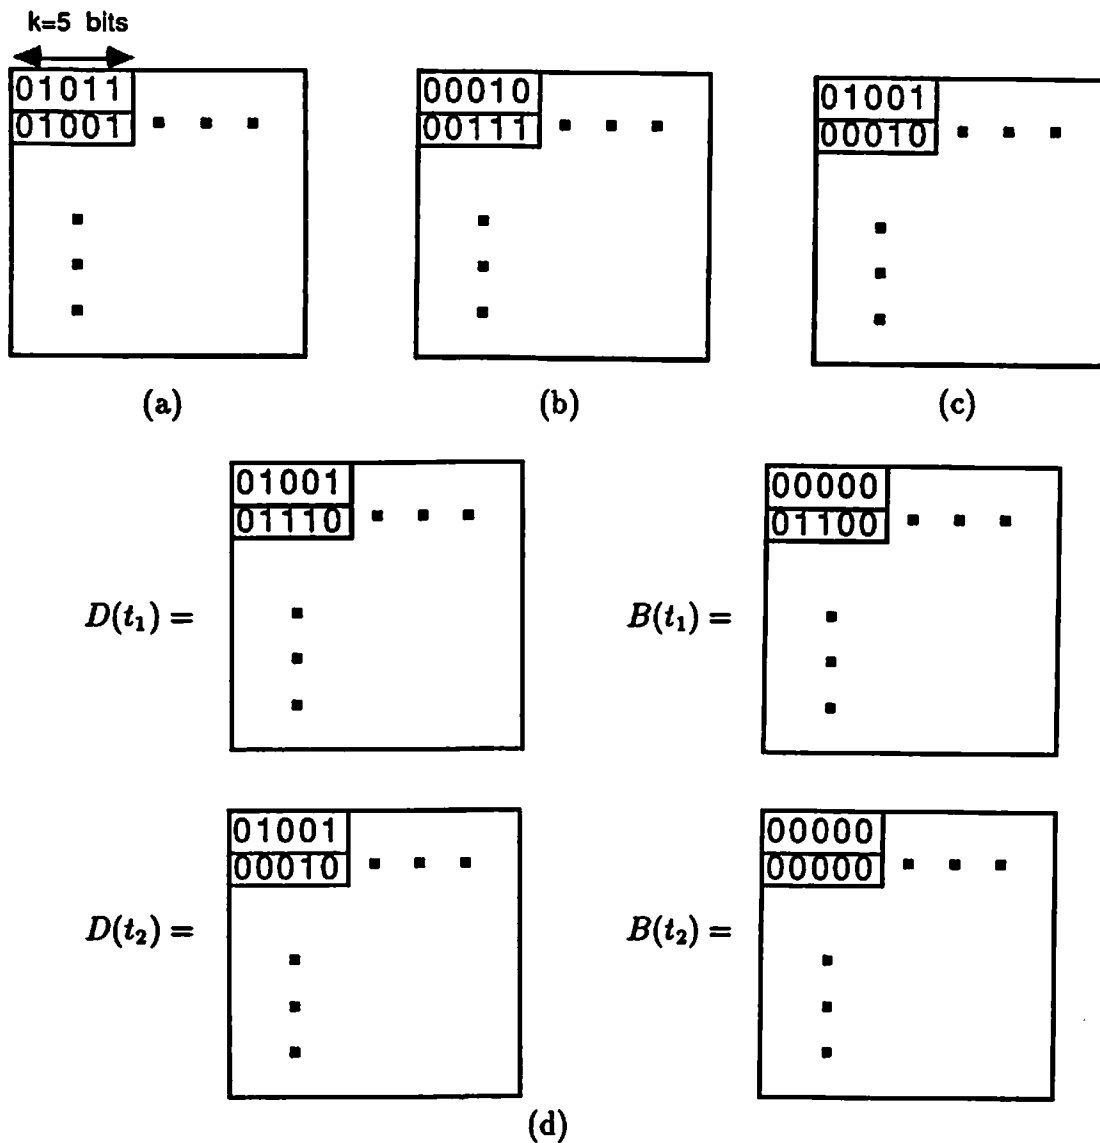 k=5 bits
01011
01001
(a)
00010
00111
(b)
01001
00010
(c)
D(t₁) =
01001
01110
B(t₁) =
00000
01100
D(t₂) =
01001
00010
B(t₂) =
00000
00000
(d)